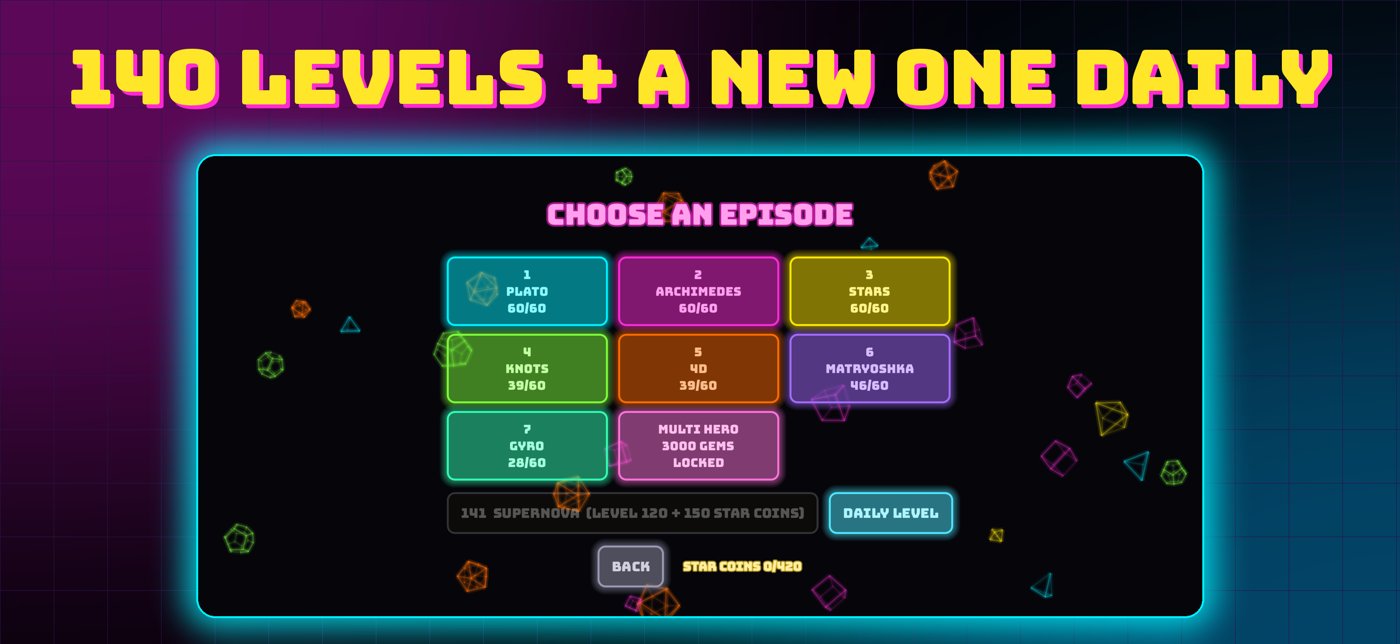 140 LEVELS + A NEW ONE DAILY
CHOOSE AN EPISODE
1
PLATO
60/60
2
ARCHIMEDES
60/60
3
STARS
60/60
4
KNOTS
39/60
5
4D
39/60
6
MATRYOSHKA
46/60
7
GYRO
28/60
MULTI HERO
3000 GEMS
LOCKED
141 SUPERNOVA (LEVEL 120 + 150 STAR COINS)
DAILY LEVEL
BACK
STAR COINS 0/420